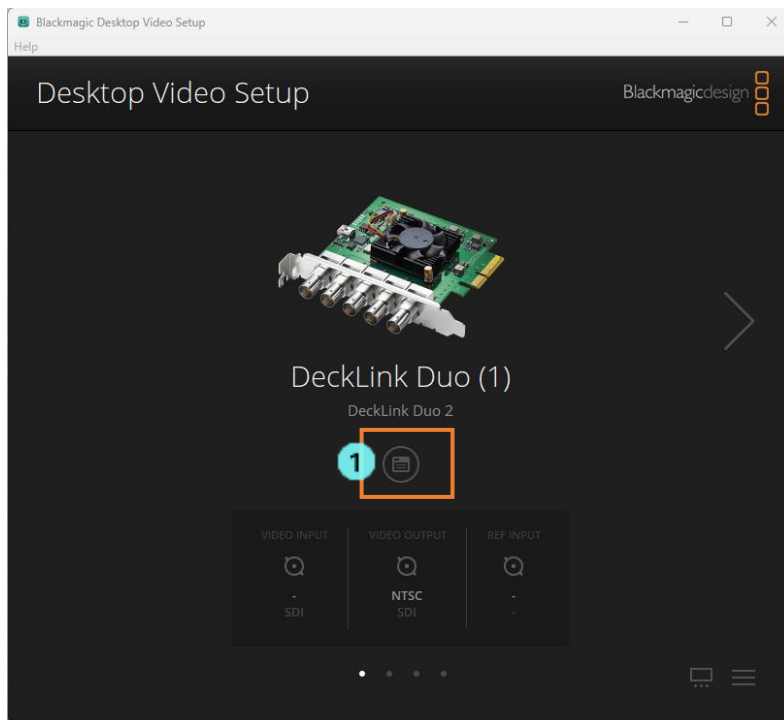 Blackmagic Desktop Video Setup
Help
Desktop Video Setup
Blackmagicdesign
DeckLink Duo (1)
DeckLink Duo 2
1
VIDEO INPUT VIDEO OUTPUT REF INPUT
- NTSC -
SDI SDI -